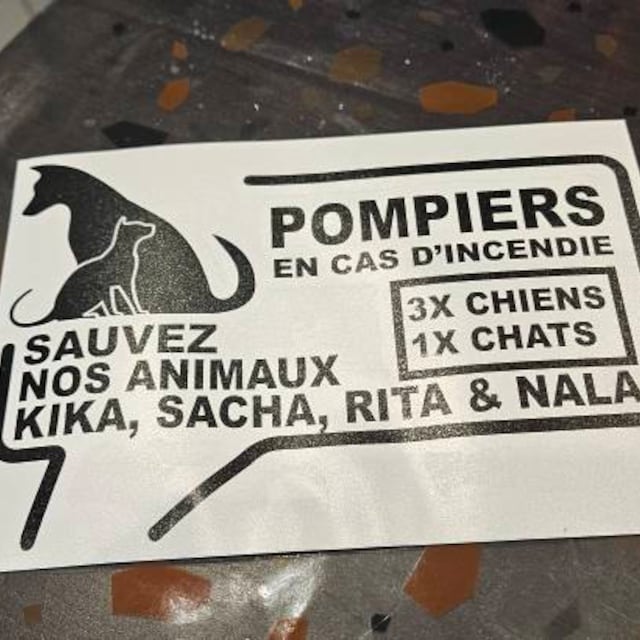 POMPIERS
EN CAS D'INCENDIE
3X CHIENS
1X CHATS
SAUVEZ
NOS ANIMAUX
KIKA, SACHA, RITA & NALA